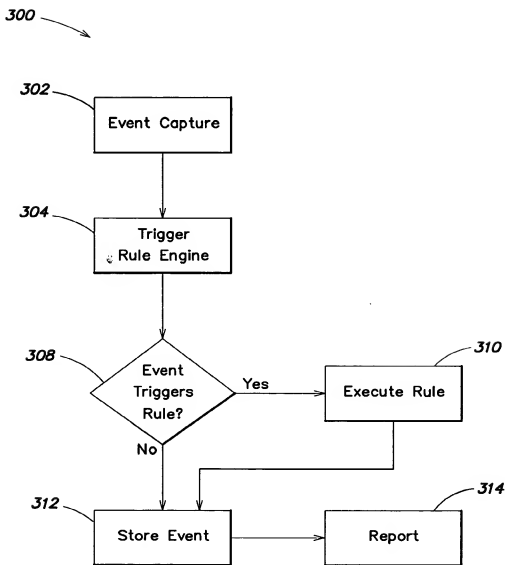 300
302
Event Capture
304
Trigger
Rule Engine
308
Event
Triggers
Rule?
Yes
310
Execute Rule
No
312
Store Event
314
Report